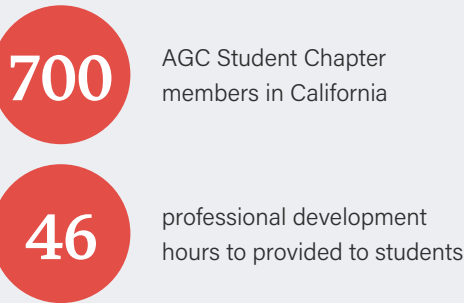 700
AGC Student Chapter
members in California
46
professional development
hours to provided to students